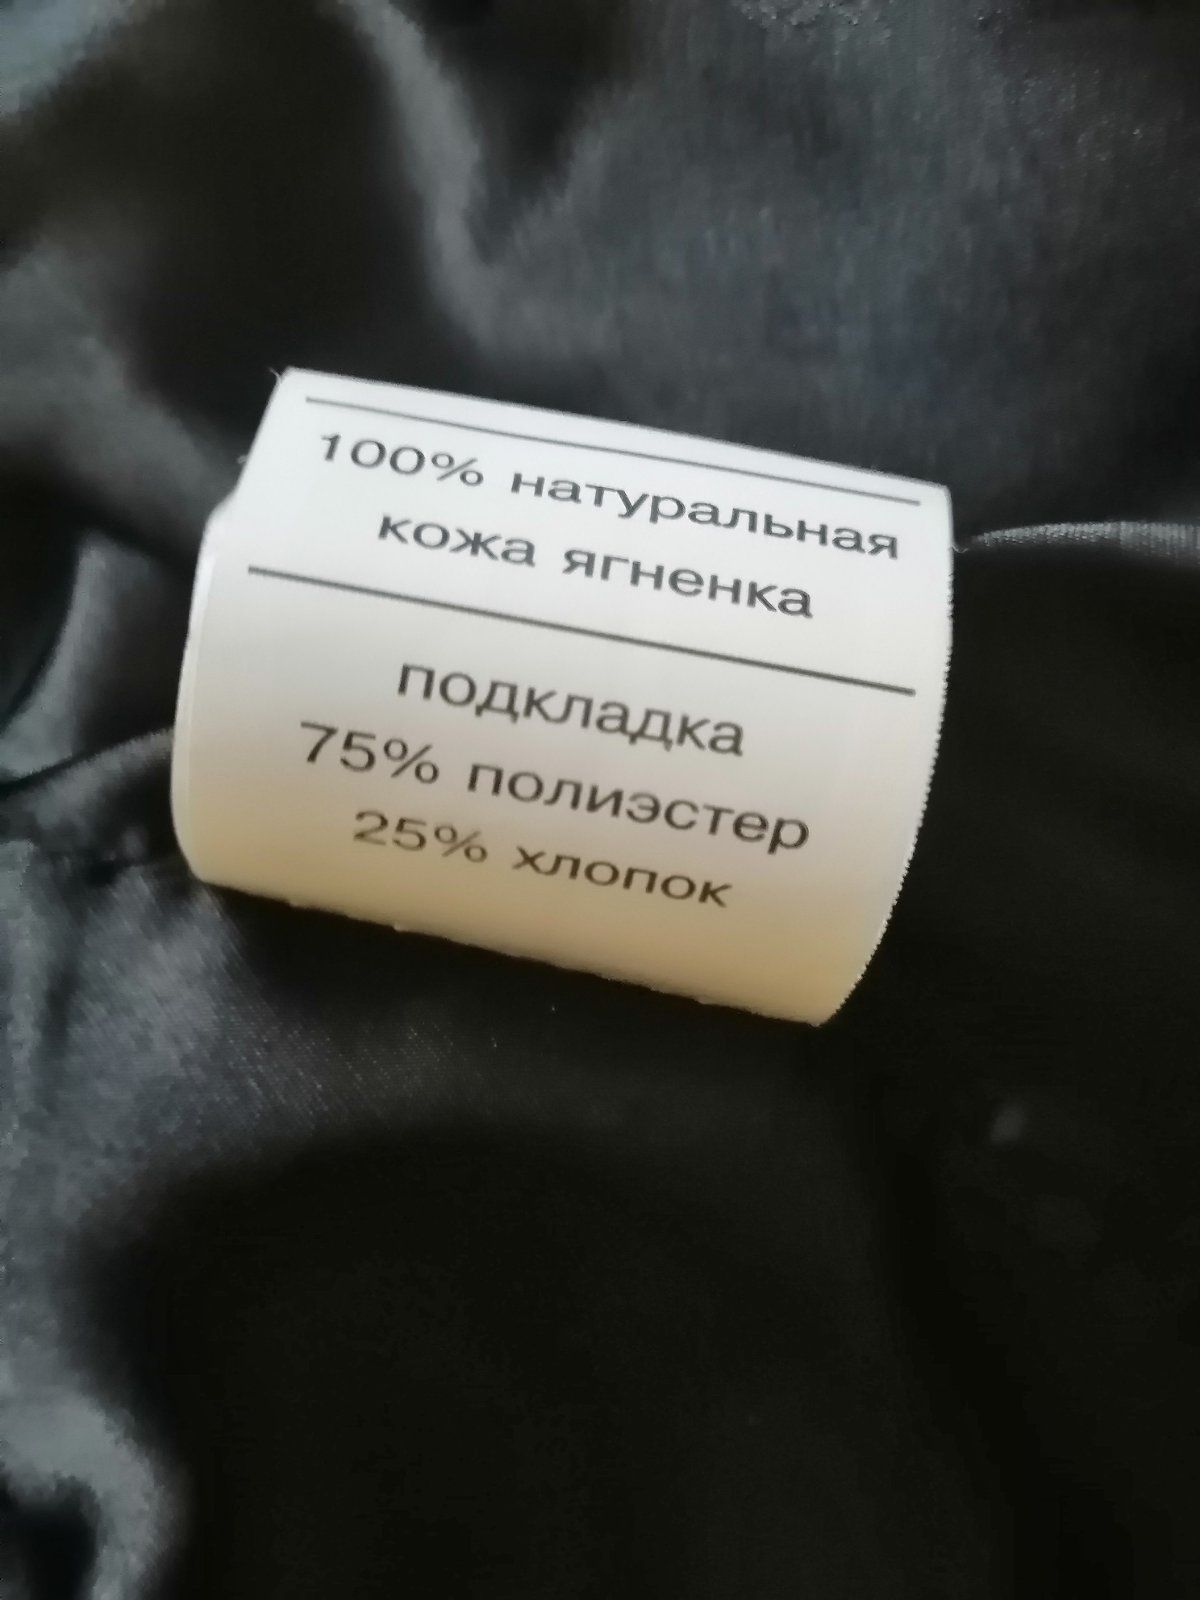 100% натуральная
кожа ягненка
подкладка
75% полиэстер
25% хлопок